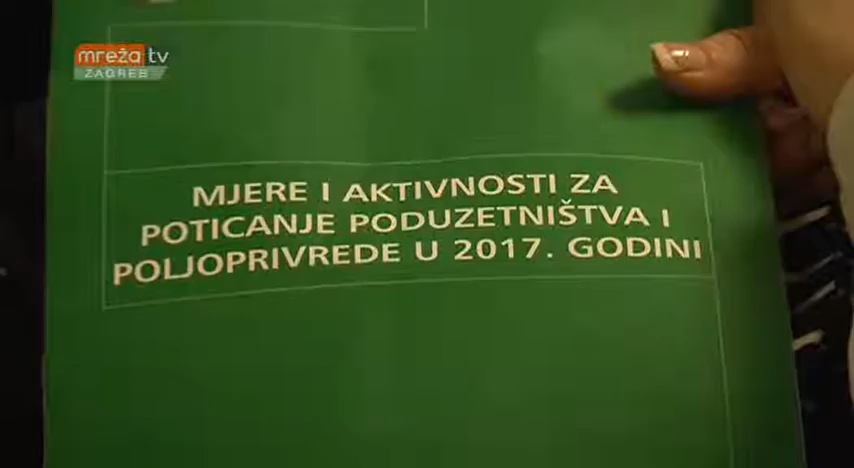 mreža tv
ZAGREB
MJERE I AKTIVNOSTI ZA
POTICANJE PODUZETNIŠTVA I
POLJOPRIVREDE U 2017. GODINI